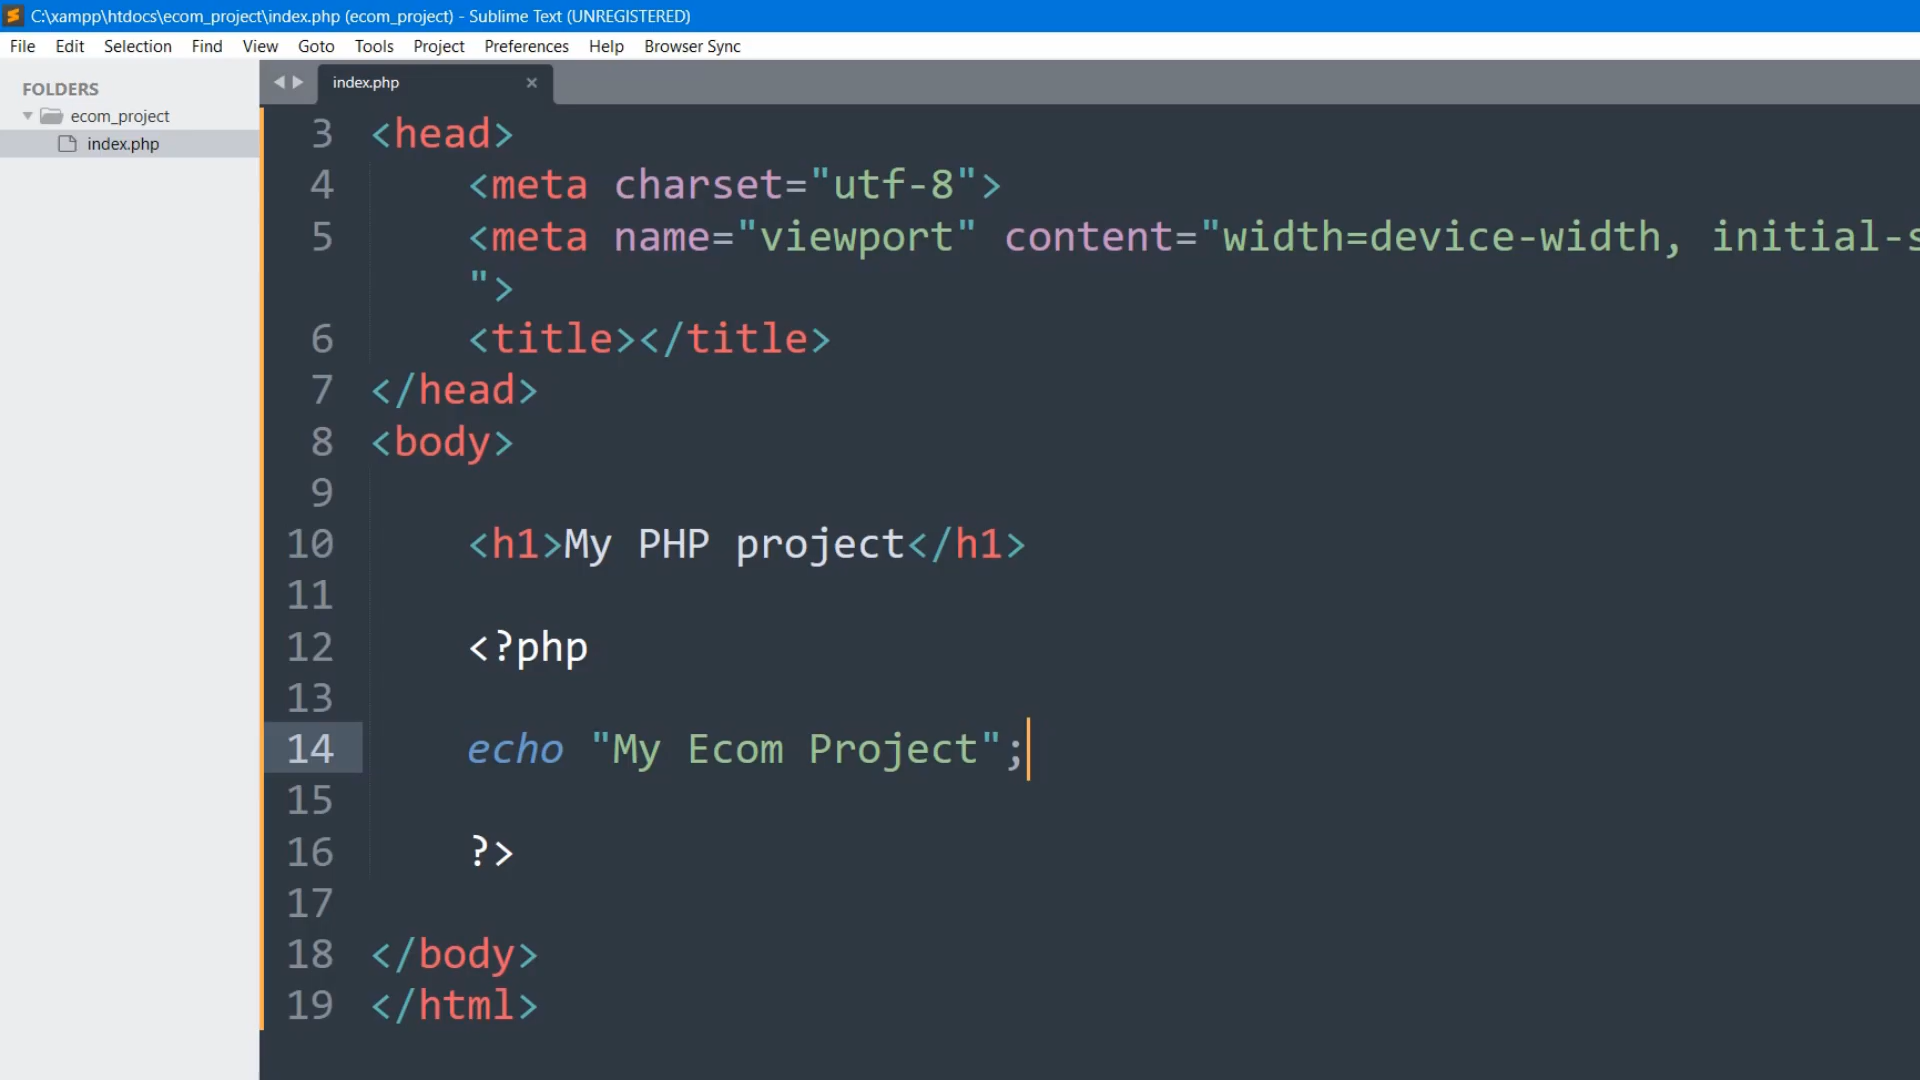 C:\xampp\htdocs\ecom_project\index.php (ecom_project) - Sublime Text (UNREGISTERED)
File Edit Selection Find View Goto Tools Project Preferences Help Browser Sync
FOLDERS
ecom_project
index.php
index.php
3 <head>
4 <meta charset="utf-8">
5 <meta name="viewport" content="width=device-width, initial-s
">
6 <title></title>
7 </head>
8 <body>
9
10 <h1>My PHP project</h1>
11
12 <?php
13
14 echo "My Ecom Project";
15
16 ?>
17
18 </body>
19 </html>